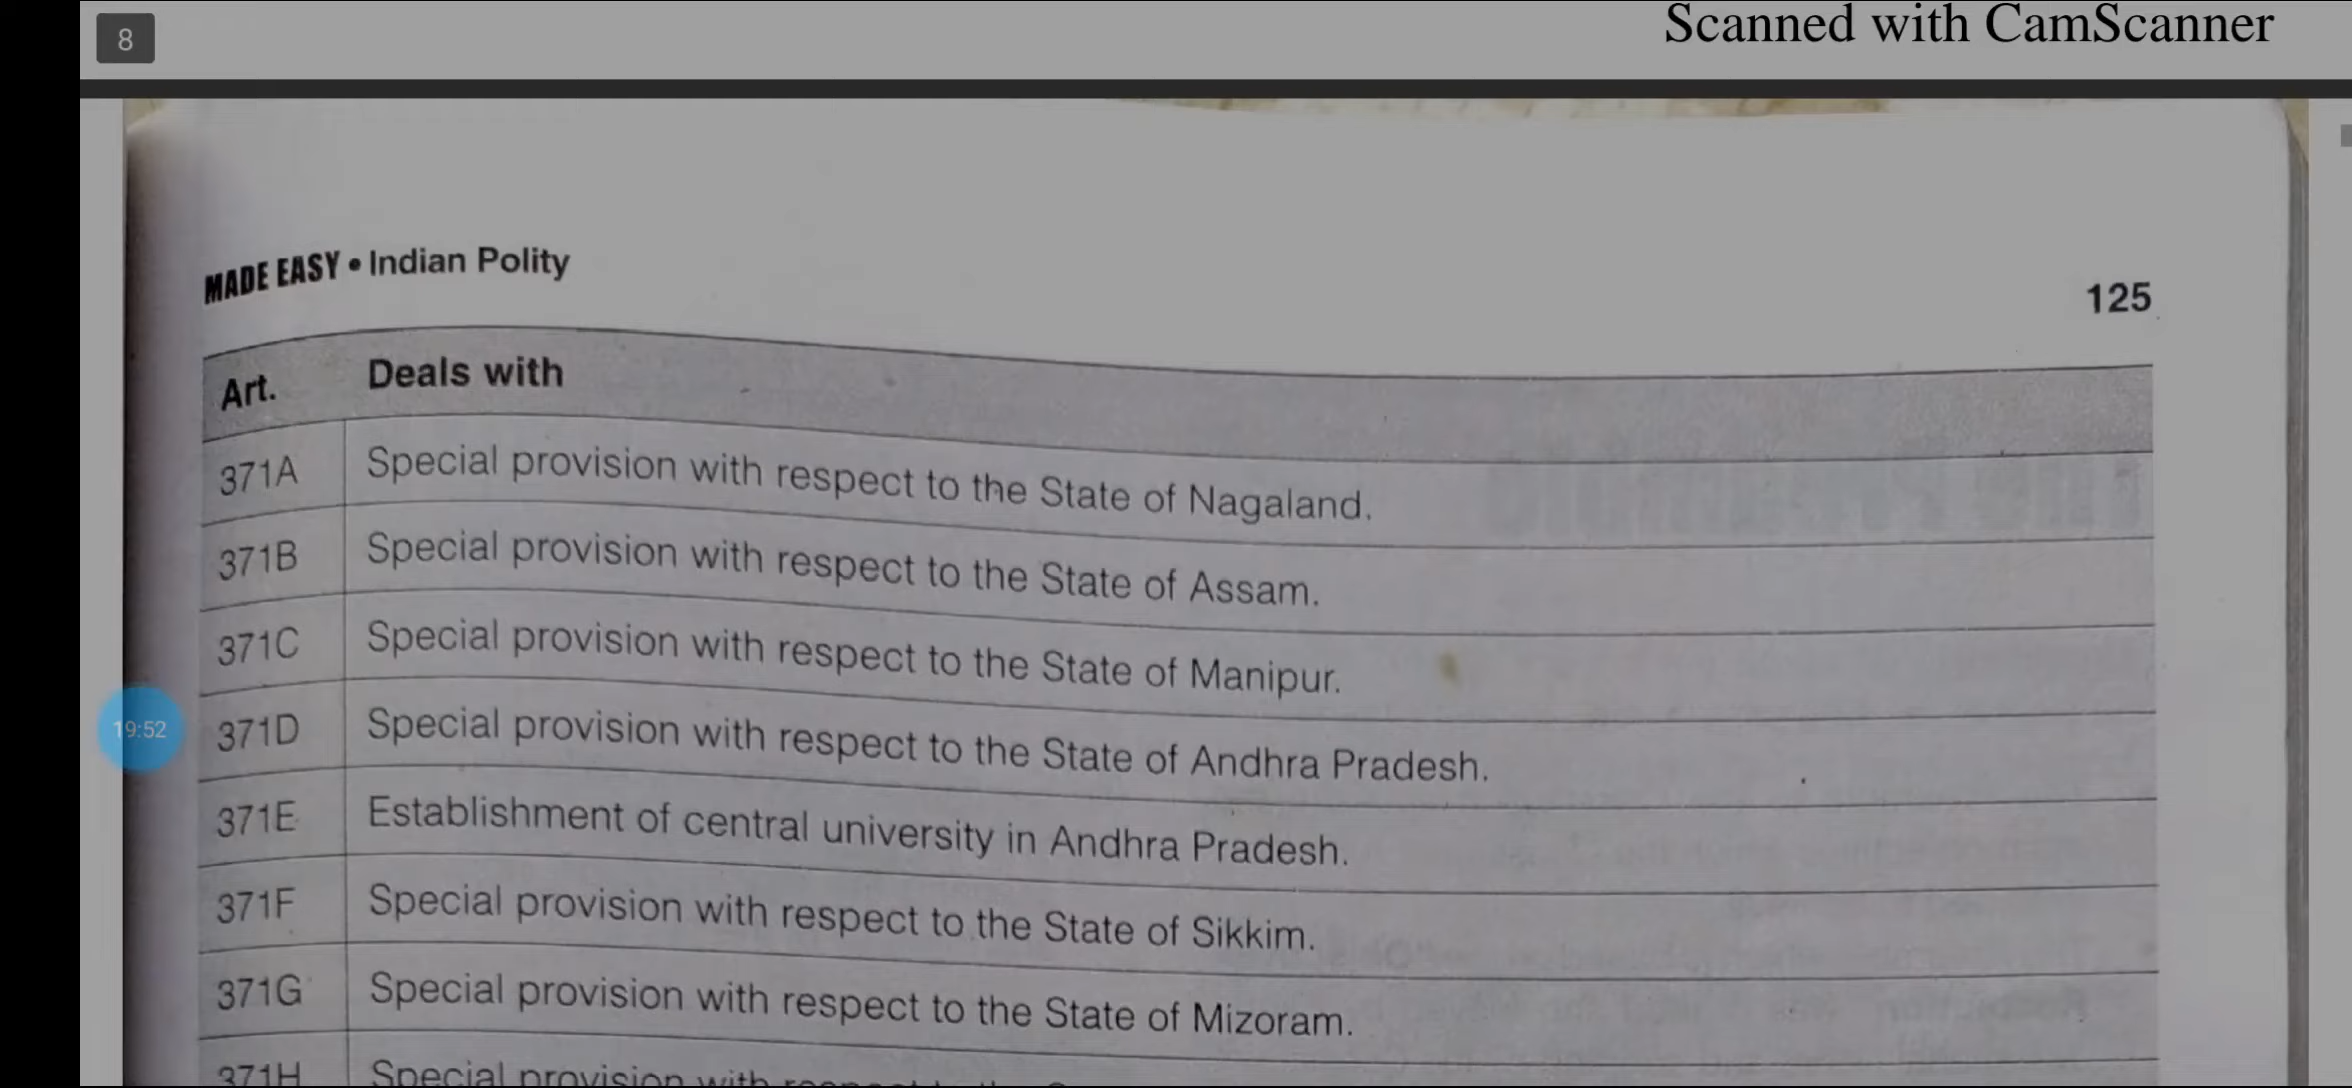 8
Scanned with CamScanner
MADE EASY • Indian Polity
125
Art. Deals with
371A Special provision with respect to the State of Nagaland.
371B Special provision with respect to the State of Assam.
371C Special provision with respect to the State of Manipur.
19:52
371D Special provision with respect to the State of Andhra Pradesh.
371E Establishment of central university in Andhra Pradesh.
371F Special provision with respect to the State of Sikkim.
371G Special provision with respect to the State of Mizoram.
371H Special provision with